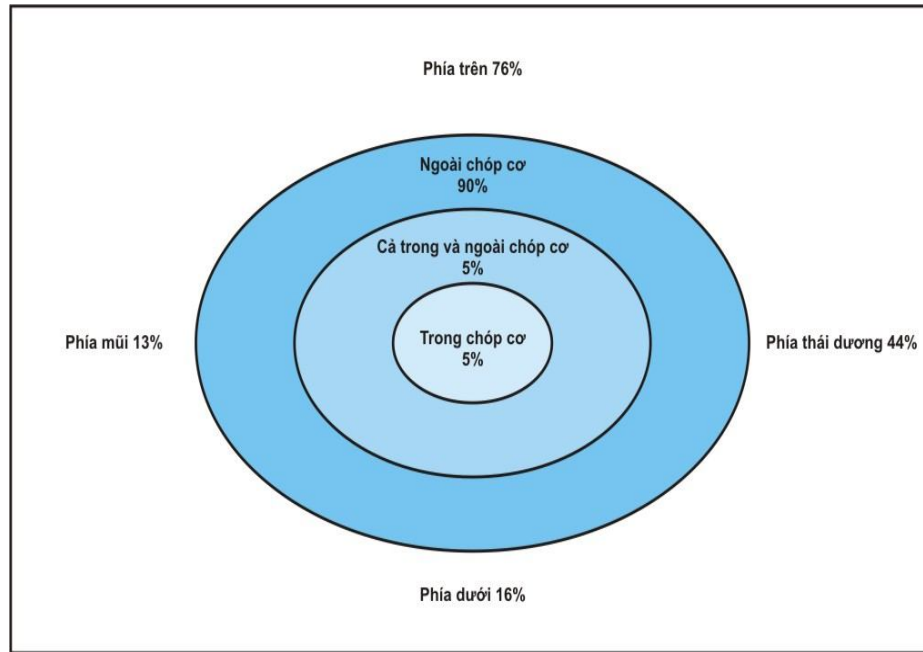 Phía trên 76%
Ngoài chóp cơ
90%
Cả trong và ngoài chóp cơ
5%
Phía mũi 13%
Trong chóp cơ
5%
Phía thái dương 44%
Phía dưới 16%